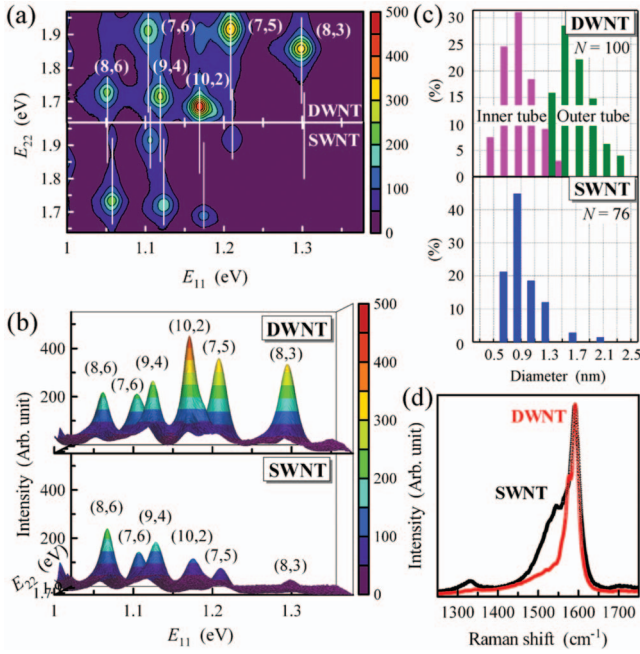 (a)
E22 (eV)
1.9
1.8
1.7
1.9
1.8
1.7
(7,6)
(7,5)
(8,3)
(8,6)
(9,4)
(10,2)
DWNT
SWNT
1 1.1 1.2 1.3
E11 (eV)
500
400
300
200
100
0
(b)
Intensity (Arb. unit)
400
200
DWNT
(10,2)
(7,5)
(8,3)
(9,4)
(8,6)
(7,6)
400
200
SWNT
(8,6)
(9,4)
(7,6)
(10,2)
(7,5)
(8,3)
E22 (eV)
1.00 1.1 1.2 1.3
E11 (eV)
500
400
300
200
100
0
(c)
(%)
30
25
20
15
10
5
0
DWNT
N = 100
Inner tube
Outer tube
(%)
40
30
20
10
0
SWNT
N = 76
0.5 0.9 1.3 1.7 2.1 2.5
Diameter (nm)
(d)
Intensity (Arb. unit)
DWNT
SWNT
1300 1400 1500 1600 1700
Raman shift (cm⁻¹)